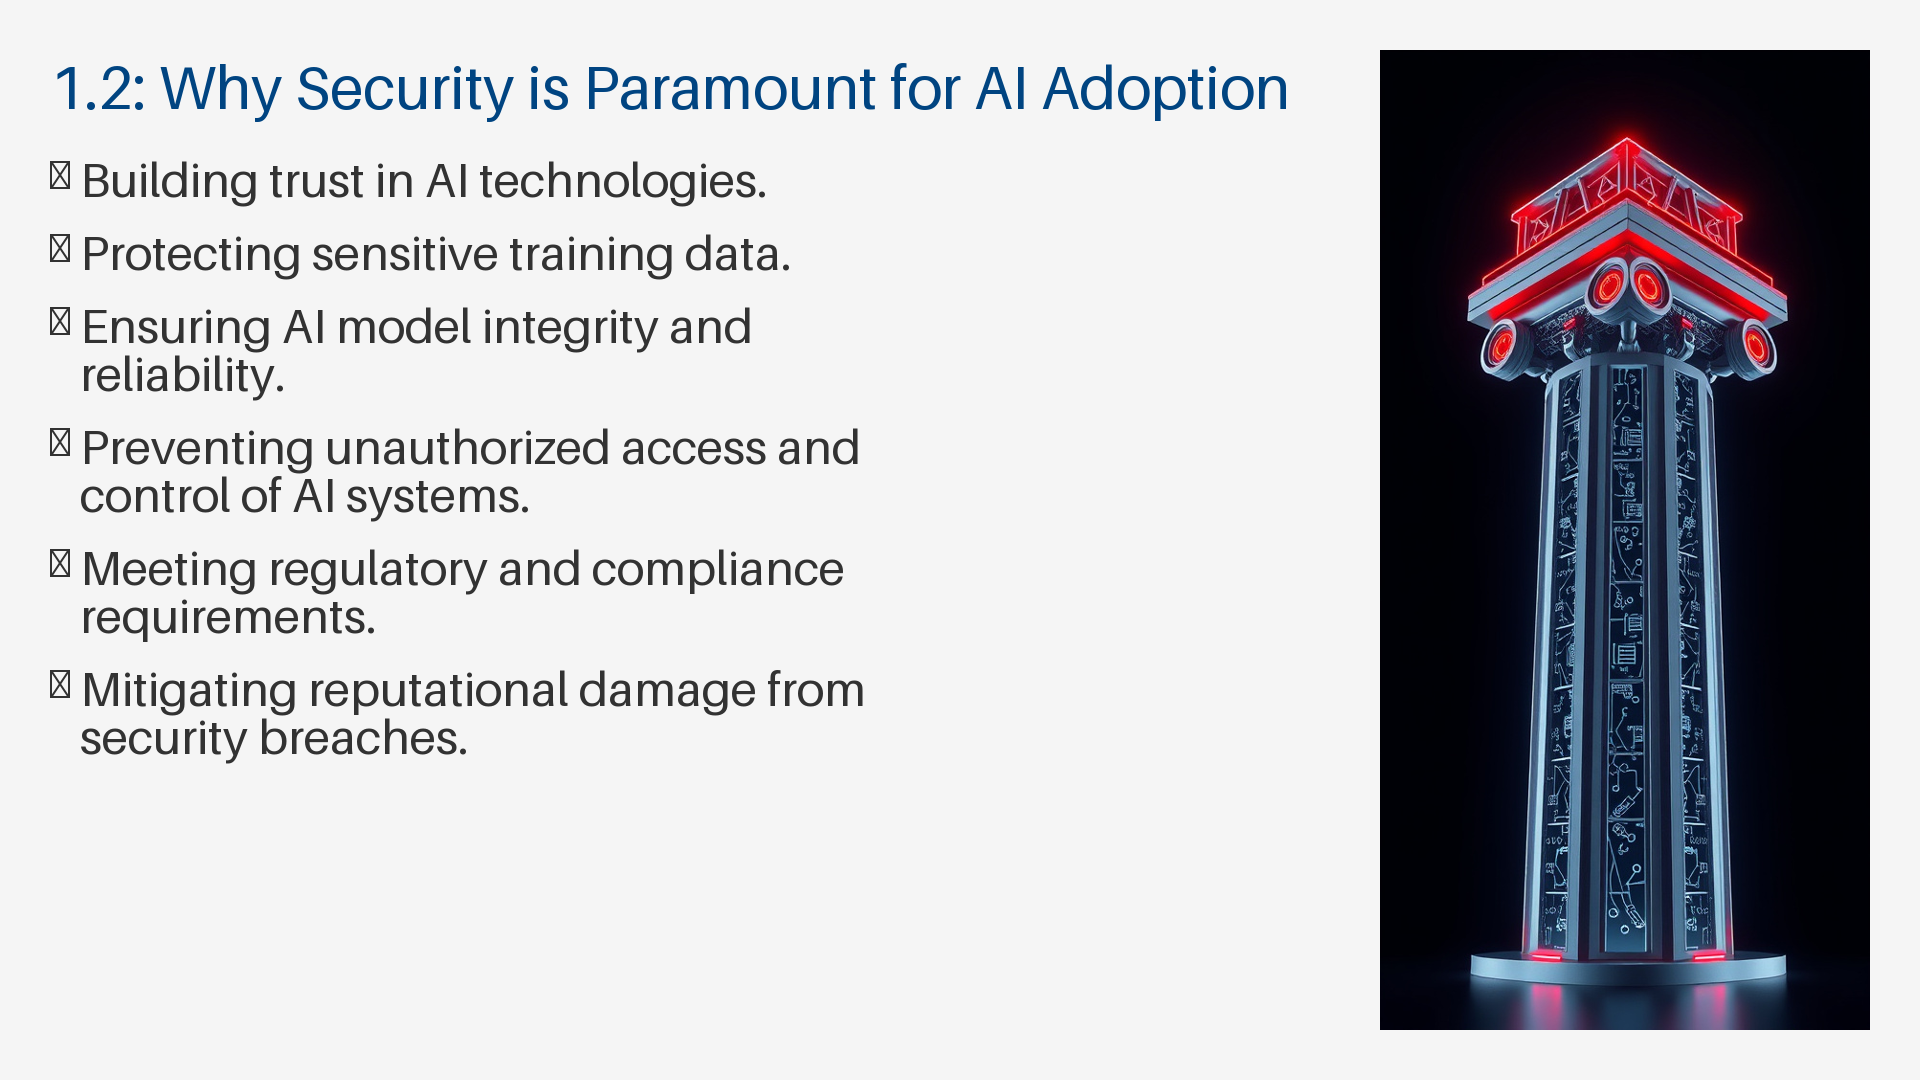 1.2: Why Security is Paramount for AI Adoption
Building trust in AI technologies.
Protecting sensitive training data.
Ensuring AI model integrity and
reliability.
Preventing unauthorized access and
control of AI systems.
Meeting regulatory and compliance
requirements.
Mitigating reputational damage from
security breaches.